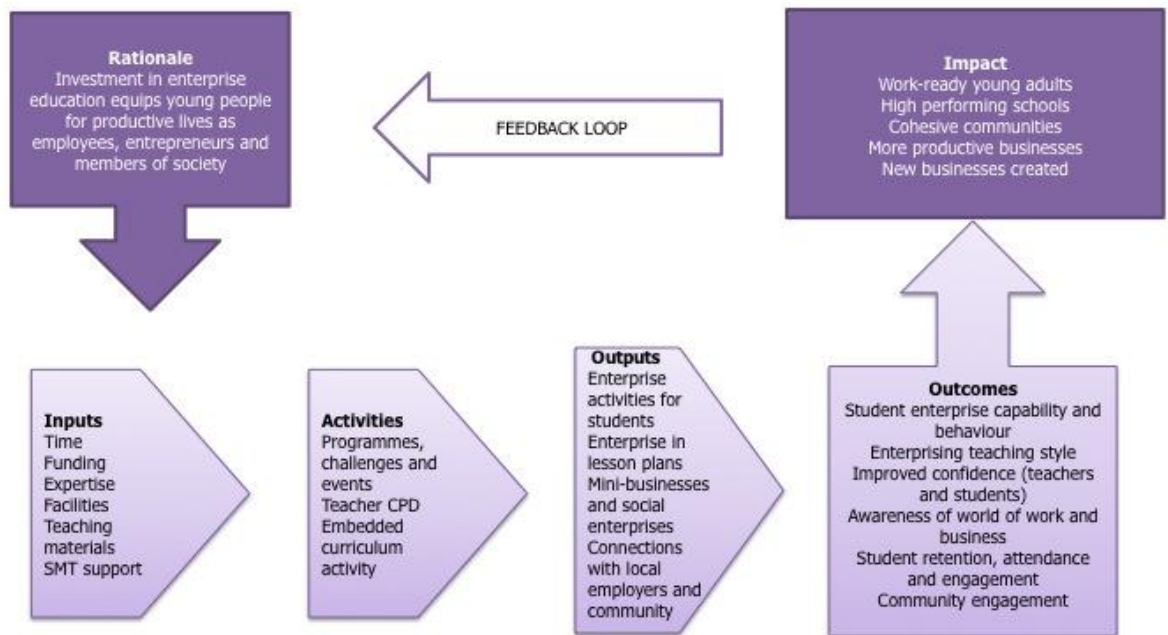 Rationale
Investment in enterprise
education equips young people
for productive lives as
employees, entrepreneurs and
members of society
FEEDBACK LOOP
Impact
Work-ready young adults
High performing schools
Cohesive communities
More productive businesses
New businesses created
Inputs
Time
Funding
Expertise
Facilities
Teaching
materials
SMT support
Activities
Programmes,
challenges and
events
Teacher CPD
Embedded
curriculum
activity
Outputs
Enterprise
activities for
students
Enterprise in
lesson plans
Mini-businesses
and social
enterprises
Connections
with local
employers and
community
Outcomes
Student enterprise capability and
behaviour
Enterprising teaching style
Improved confidence (teachers
and students)
Awareness of world of work and
business
Student retention, attendance
and engagement
Community engagement